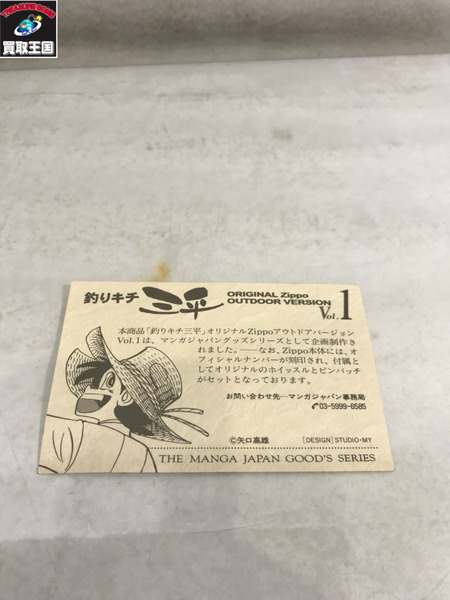 TREASURE KINGDOM
買取王国
釣りキチ三平
ORIGINAL Zippo
OUTDOOR VERSION
Vol.1
本商品「釣りキチ三平」オリジナルZippoアウトドアバージョン
Vol.1は、マンガジャパングッズシリーズとして企画制作さ
れました。──なお、Zippo本体には、オ
フィシャルナンバーが刻印され、付属と
してオリジナルのホイッスルとピンバッチ
がセットとなっております。
お問い合わせ先─マンガジャパン事務局
✆03-5999-6585
©矢口高雄
[DESIGN]STUDIO・MY
THE MANGA JAPAN GOOD'S SERIES